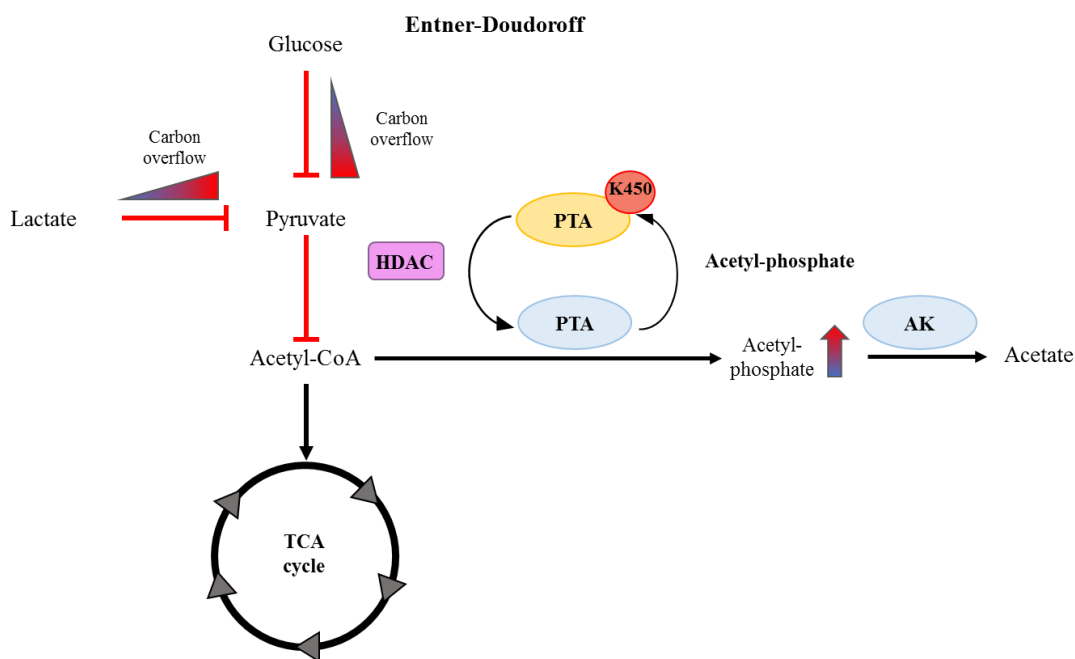 Entner-Doudoroff
Glucose
Carbon
overflow
Carbon
overflow
Lactate
Pyruvate
K450
PTA
HDAC
Acetyl-phosphate
PTA
AK
Acetyl-CoA
Acetyl-
phosphate
Acetate
TCA
cycle